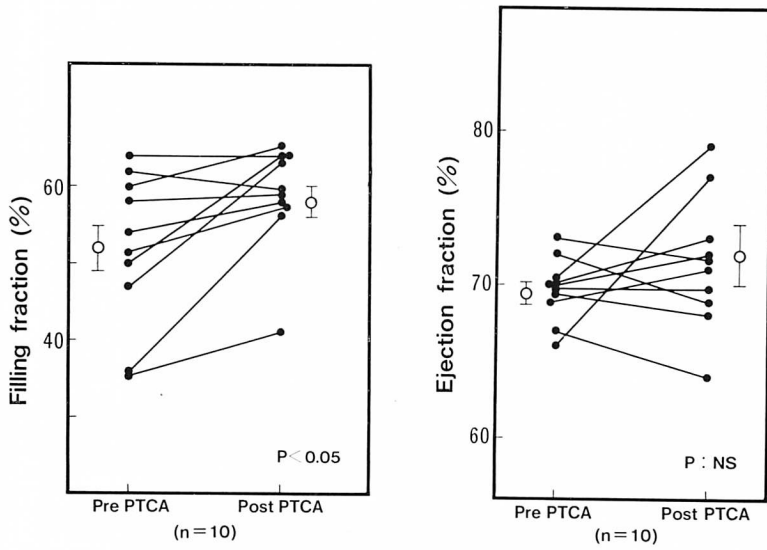 Filling fraction (%)
60
40
P<0.05
Pre PTCA Post PTCA
(n=10)
Ejection fraction (%)
80
70
60
P : NS
Pre PTCA Post PTCA
(n=10)